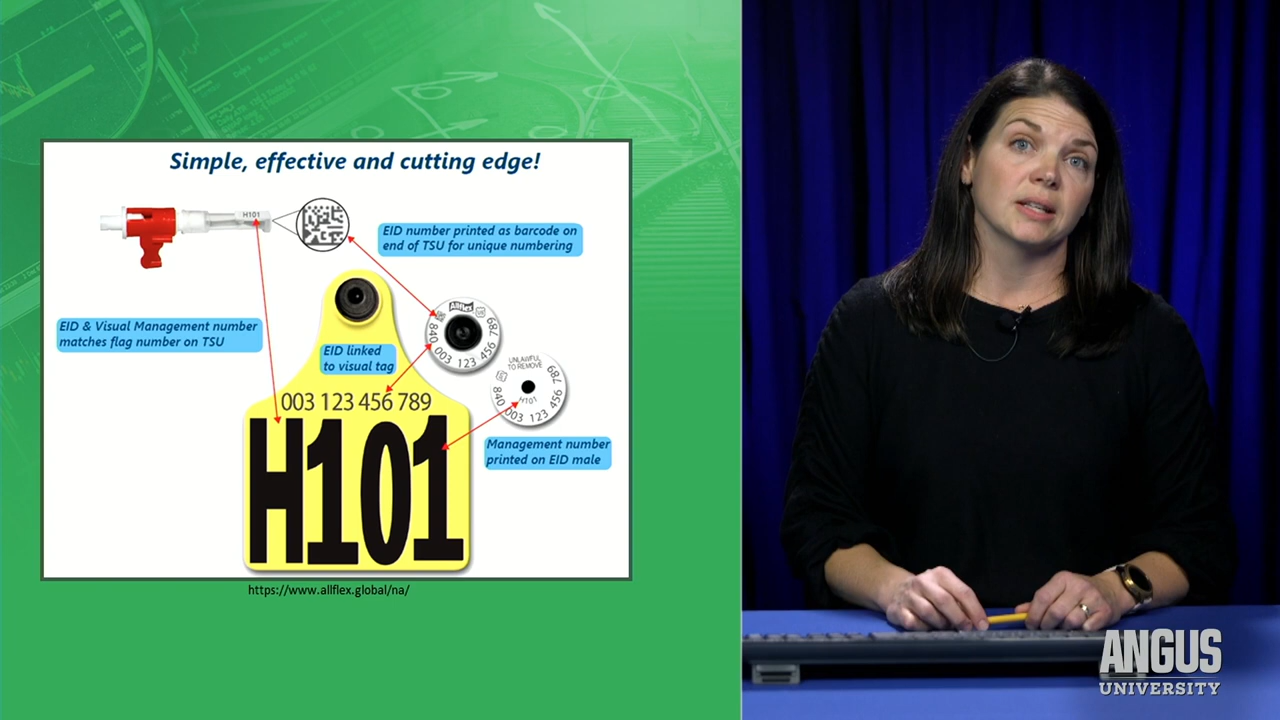 Simple, effective and cutting edge!
H101
EID number printed as barcode on
end of TSU for unique numbering
EID & Visual Management number
matches flag number on TSU
Allflex
840 003 123 456 789
EID linked
to visual tag
UNLAWFUL
TO REMOVE
H101
840 003 123 456 789
003 123 456 789
H101
Management number
printed on EID male
https://www.allflex.global/na/
ANGUS
UNIVERSITY